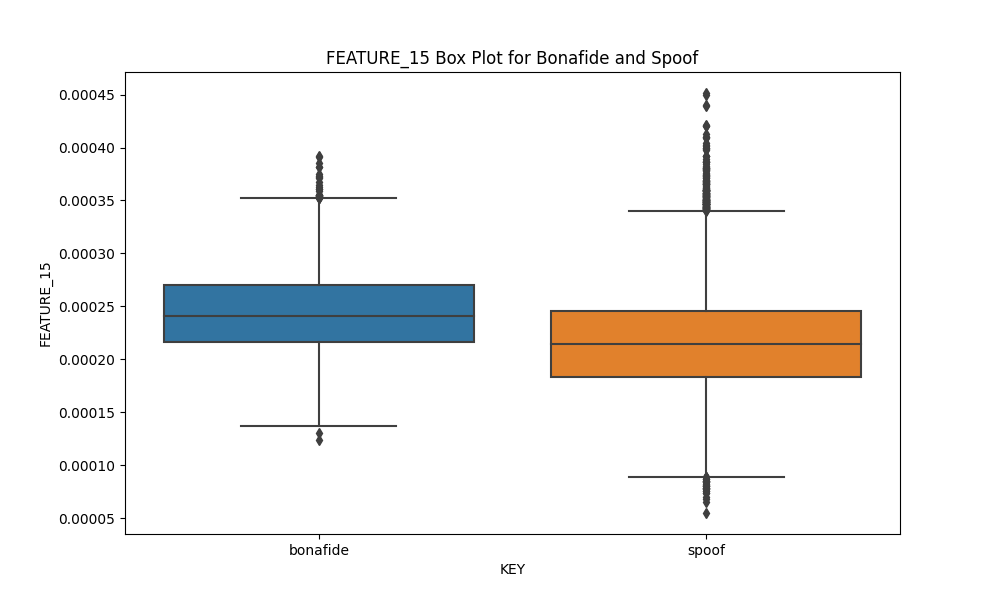 FEATURE_15 Box Plot for Bonafide and Spoof
FEATURE_15
0.00045
0.00040
0.00035
0.00030
0.00025
0.00020
0.00015
0.00010
0.00005
bonafide
spoof
KEY